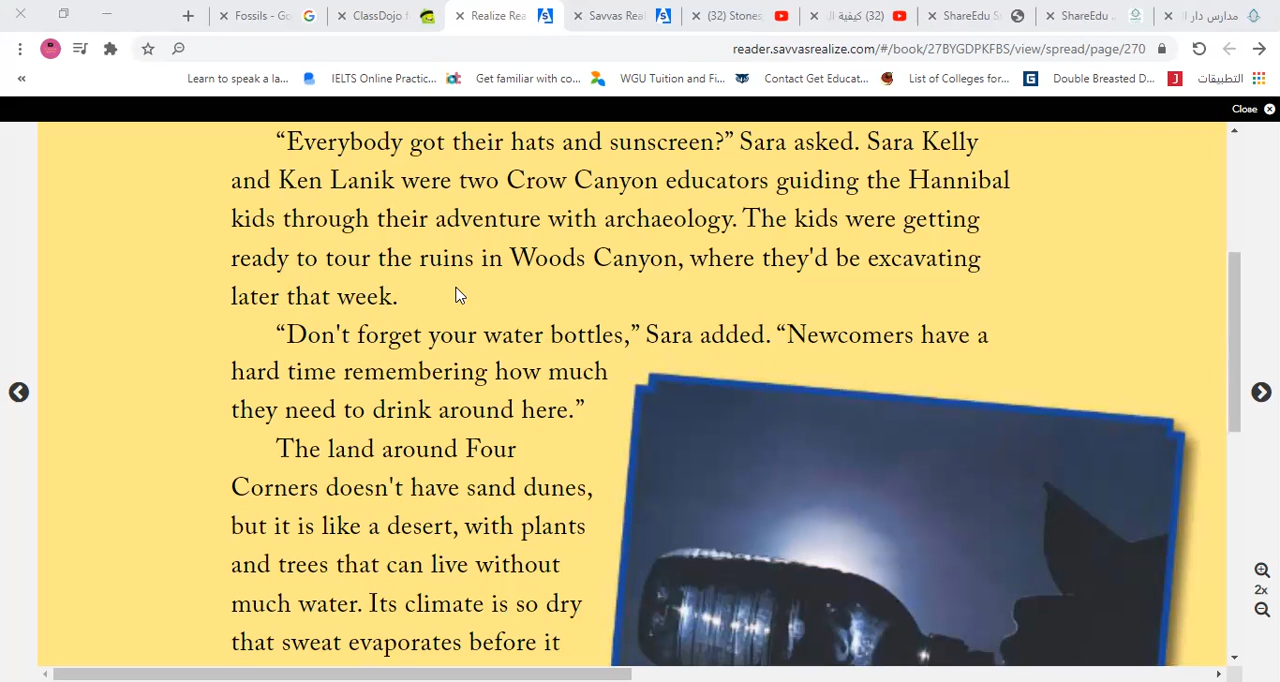 Fossils - Go
ClassDojo f
Realize Rea
Savvas Real
(32) Stones,
(32) كيفية ال
ShareEdu S
ShareEdu
مدارس دار ا
reader.savvasrealize.com/#/book/27BYGDPKFBS/view/spread/page/270
« Learn to speak a la... IELTS Online Practic... Get familiar with co... WGU Tuition and Fi... Contact Get Educat... List of Colleges for... Double Breasted D... التطبيقات
Close
“Everybody got their hats and sunscreen?” Sara asked. Sara Kelly
and Ken Lanik were two Crow Canyon educators guiding the Hannibal
kids through their adventure with archaeology. The kids were getting
ready to tour the ruins in Woods Canyon, where they'd be excavating
later that week.
“Don't forget your water bottles,” Sara added. “Newcomers have a
hard time remembering how much
they need to drink around here.”
The land around Four
Corners doesn't have sand dunes,
but it is like a desert, with plants
and trees that can live without
much water. Its climate is so dry
that sweat evaporates before it
2x